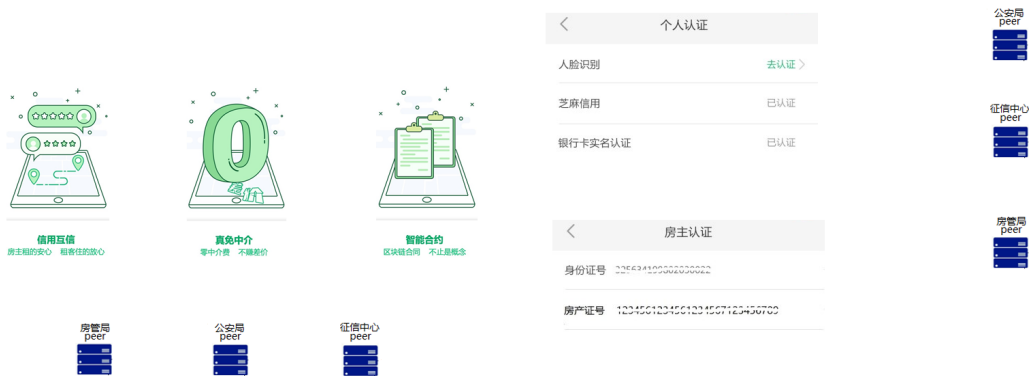 信用互信
房主租的安心 租客住的放心
0
真免中介
零中介费 不赚差价
智能合约
区块链合同 不止是概念
房管局
peer
公安局
peer
征信中心
peer
个人认证
人脸识别 去认证
芝麻信用 已认证
银行卡实名认证 已认证
房主认证
身份证号
房产证号
公安局
peer
征信中心
peer
房管局
peer